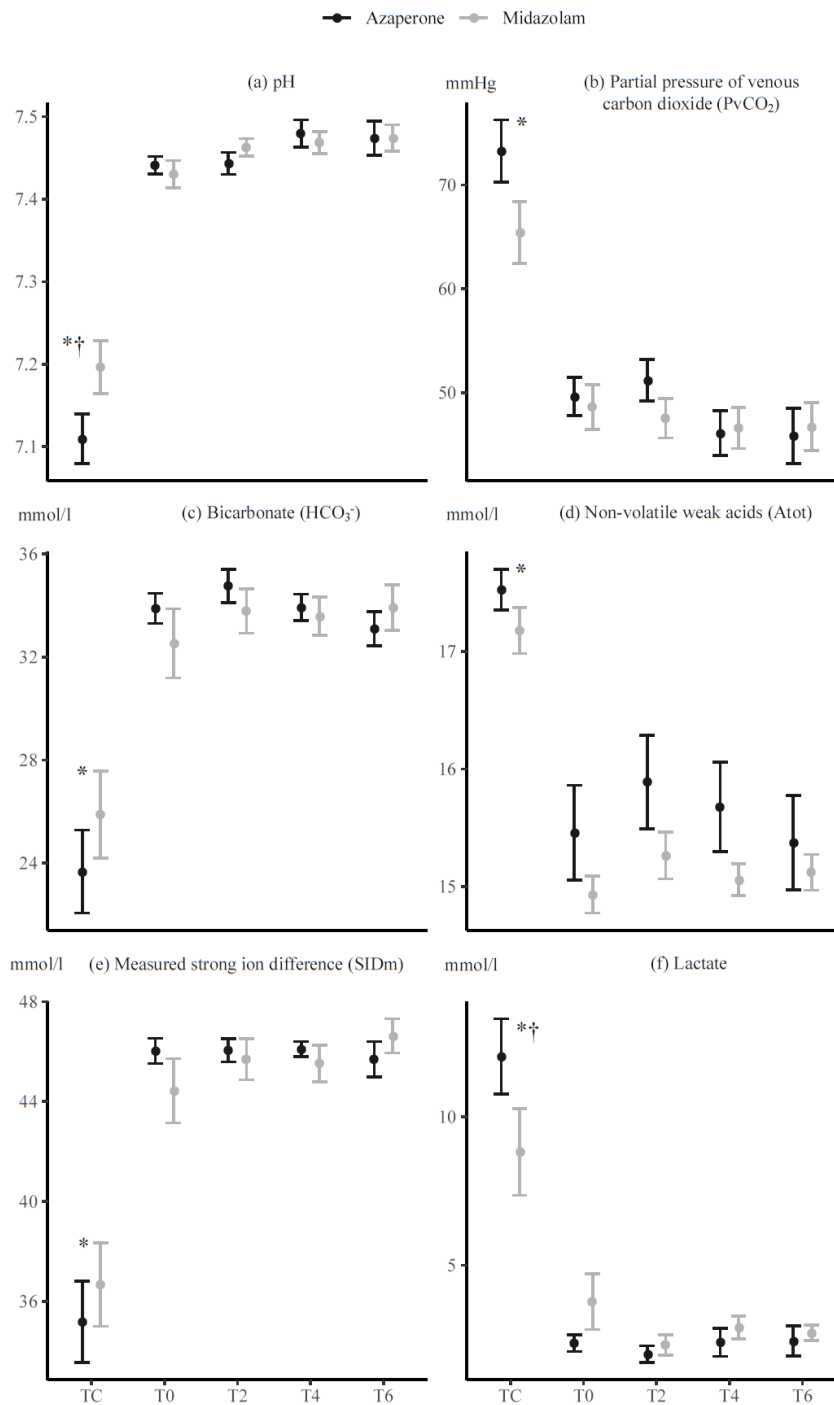 Azaperone Midazolam
(a) pH
7.5
7.4
7.3
7.2
7.1
*†
mmHg (b) Partial pressure of venous
carbon dioxide (PvCO₂)
70
60
50
*
mmol/l (c) Bicarbonate (HCO₃⁻)
36
32
28
24
*
mmol/l (d) Non-volatile weak acids (Atot)
17
16
15
*
mmol/l (e) Measured strong ion difference (SIDm)
48
44
40
36
*
TC T0 T2 T4 T6
mmol/l (f) Lactate
10
5
*†
TC T0 T2 T4 T6